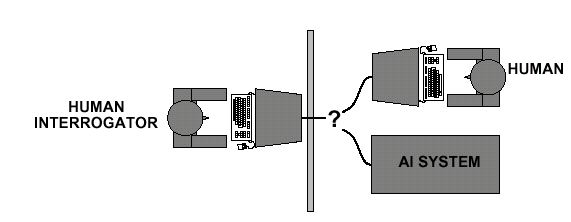 HUMAN
INTERROGATOR
?
HUMAN
AI SYSTEM